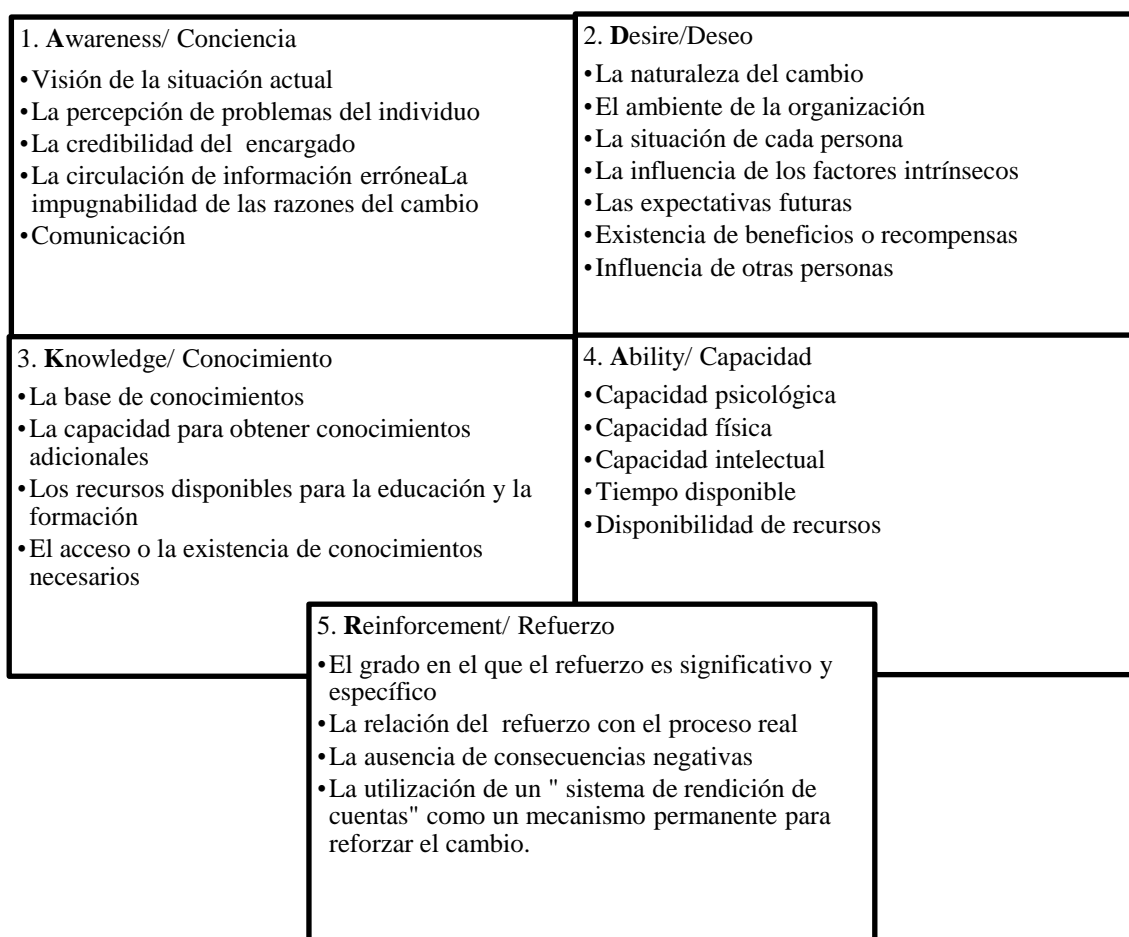 1. Awareness/ Conciencia
•Visión de la situación actual
•La percepción de problemas del individuo
•La credibilidad del  encargado
•La circulación de información erróneaLa
impugnabilidad de las razones del cambio
•Comunicación
2. Desire/Deseo
•La naturaleza del cambio
•El ambiente de la organización
•La situación de cada persona
•La influencia de los factores intrínsecos
•Las expectativas futuras
•Existencia de beneficios o recompensas
•Influencia de otras personas
3. Knowledge/ Conocimiento
•La base de conocimientos
•La capacidad para obtener conocimientos
adicionales
•Los recursos disponibles para la educación y la
formación
•El acceso o la existencia de conocimientos
necesarios
4. Ability/ Capacidad
•Capacidad psicológica
•Capacidad física
•Capacidad intelectual
•Tiempo disponible
•Disponibilidad de recursos
5. Reinforcement/ Refuerzo
•El grado en el que el refuerzo es significativo y
específico
•La relación del  refuerzo con el proceso real
•La ausencia de consecuencias negativas
•La utilización de un " sistema de rendición de
cuentas" como un mecanismo permanente para
reforzar el cambio.